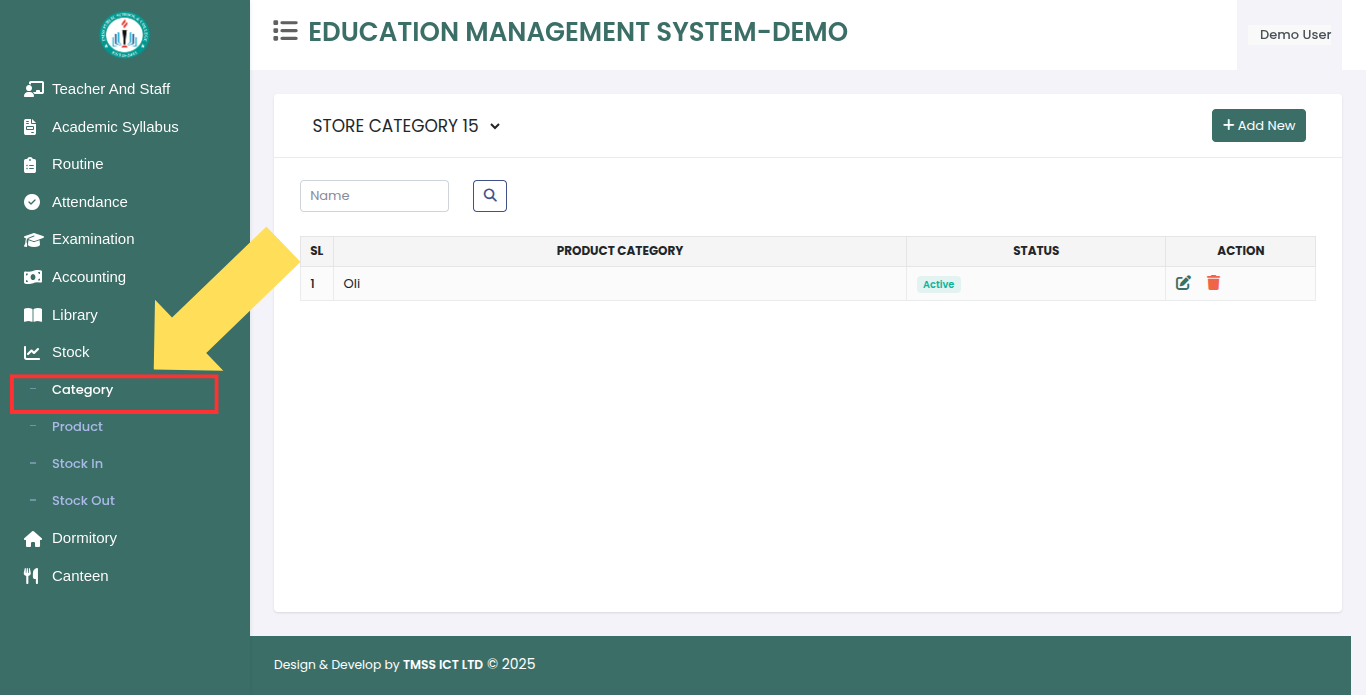 EDUCATION MANAGEMENT SYSTEM-DEMO
Demo User
Teacher And Staff
Academic Syllabus
Routine
Attendance
Examination
Accounting
Library
Stock
Category
Product
Stock In
Stock Out
Dormitory
Canteen
STORE CATEGORY 15
Add New
Name
SL PRODUCT CATEGORY STATUS ACTION
1 Oli Active
Design & Develop by TMSS ICT LTD © 2025